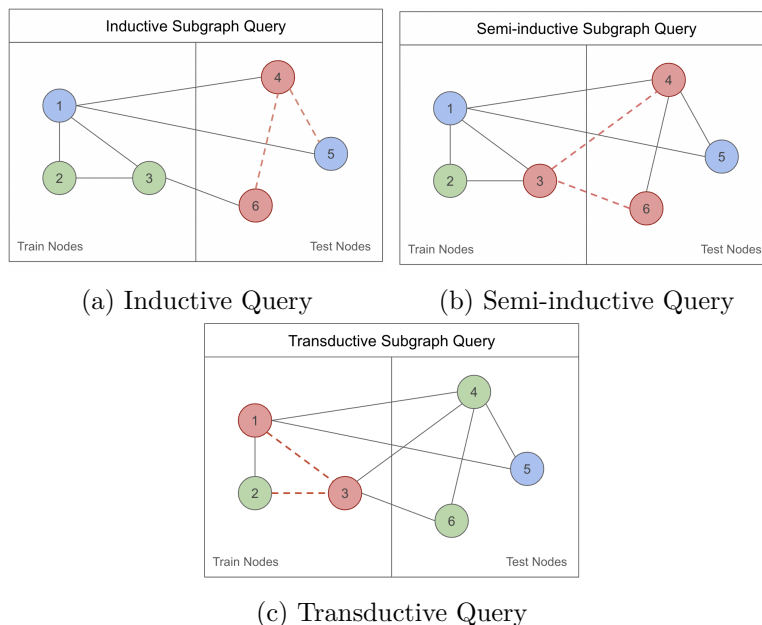 Inductive Subgraph Query
1
2
3
4
5
6
Train Nodes
Test Nodes
(a) Inductive Query
Semi-inductive Subgraph Query
1
2
3
4
5
6
Train Nodes
Test Nodes
(b) Semi-inductive Query
Transductive Subgraph Query
1
2
3
4
5
6
Train Nodes
Test Nodes
(c) Transductive Query